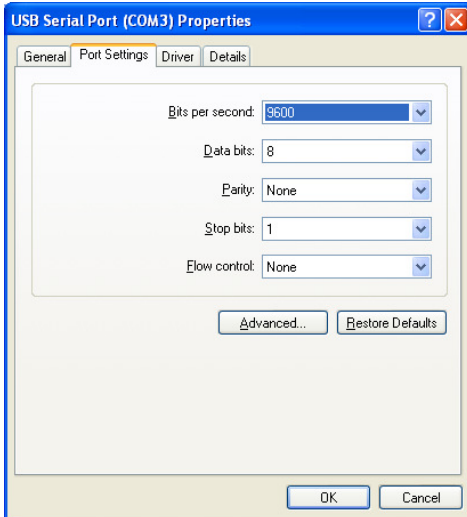 USB Serial Port (COM3) Properties
General Port Settings Driver Details
Bits per second: 9600
Data bits: 8
Parity: None
Stop bits: 1
Flow control: None
Advanced... Restore Defaults
OK Cancel